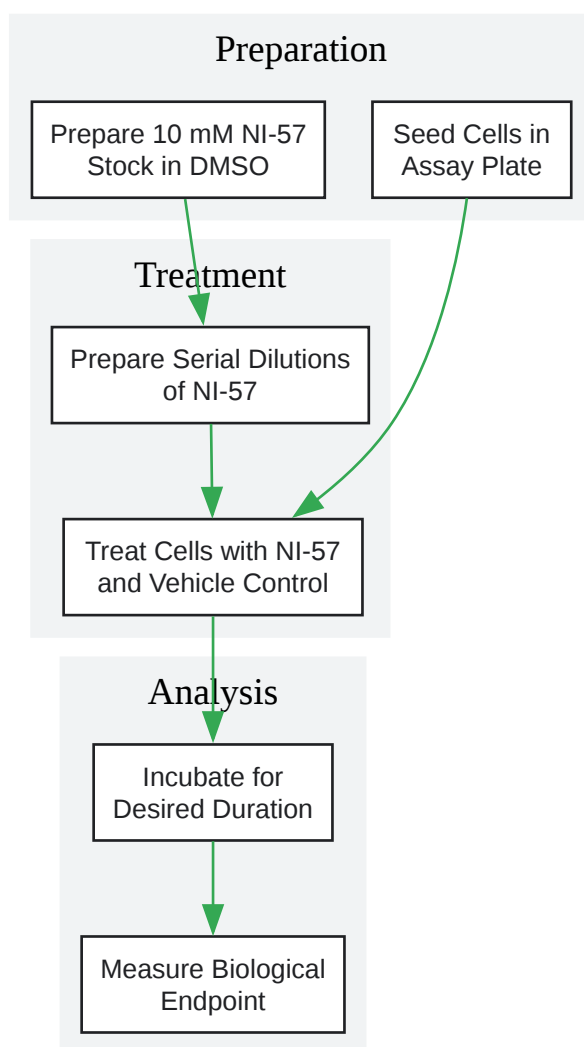 Preparation
Prepare 10 mM NI-57
Stock in DMSO
Seed Cells in
Assay Plate
Treatment
Prepare Serial Dilutions
of NI-57
Treat Cells with NI-57
and Vehicle Control
Analysis
Incubate for
Desired Duration
Measure Biological
Endpoint